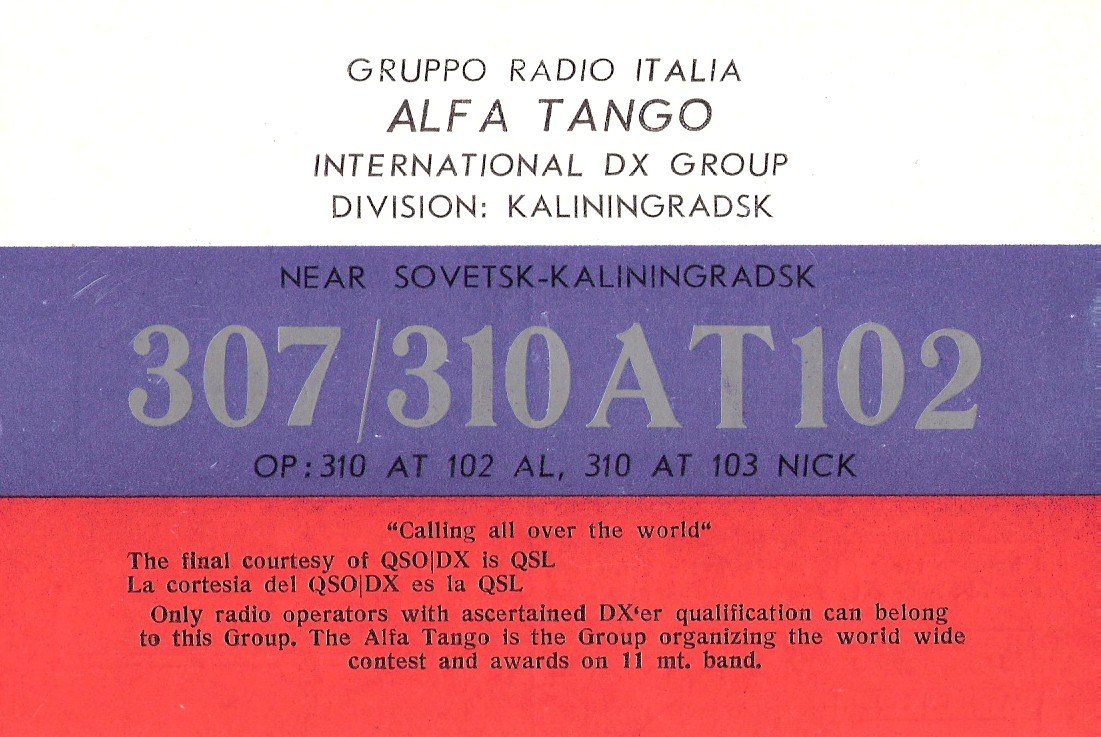 GRUPPO RADIO ITALIA
ALFA TANGO
INTERNATIONAL DX GROUP
DIVISION: KALININGRADSK
NEAR SOVETSK-KALININGRADSK
307/310AT102
OP:310 AT 102 AL, 310 AT 103 NICK
“Calling all over the world“
The final courtesy of QSO|DX is QSL
La cortesia del QSO|DX es la QSL
Only radio operators with ascertained DX‘er qualification can belong
to this Group. The Alfa Tango is the Group organizing the world wide
contest and awards on 11 mt. band.